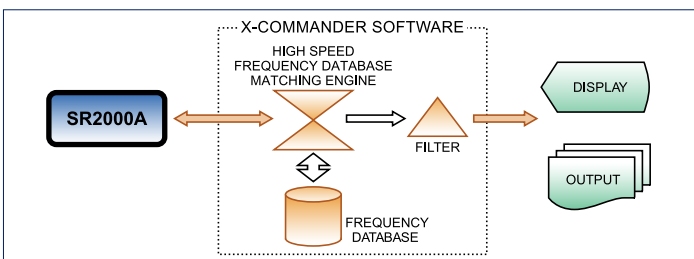 X-COMMANDER SOFTWARE
HIGH SPEED
FREQUENCY DATABASE
MATCHING ENGINE
SR2000A
FILTER
DISPLAY
OUTPUT
FREQUENCY
DATABASE